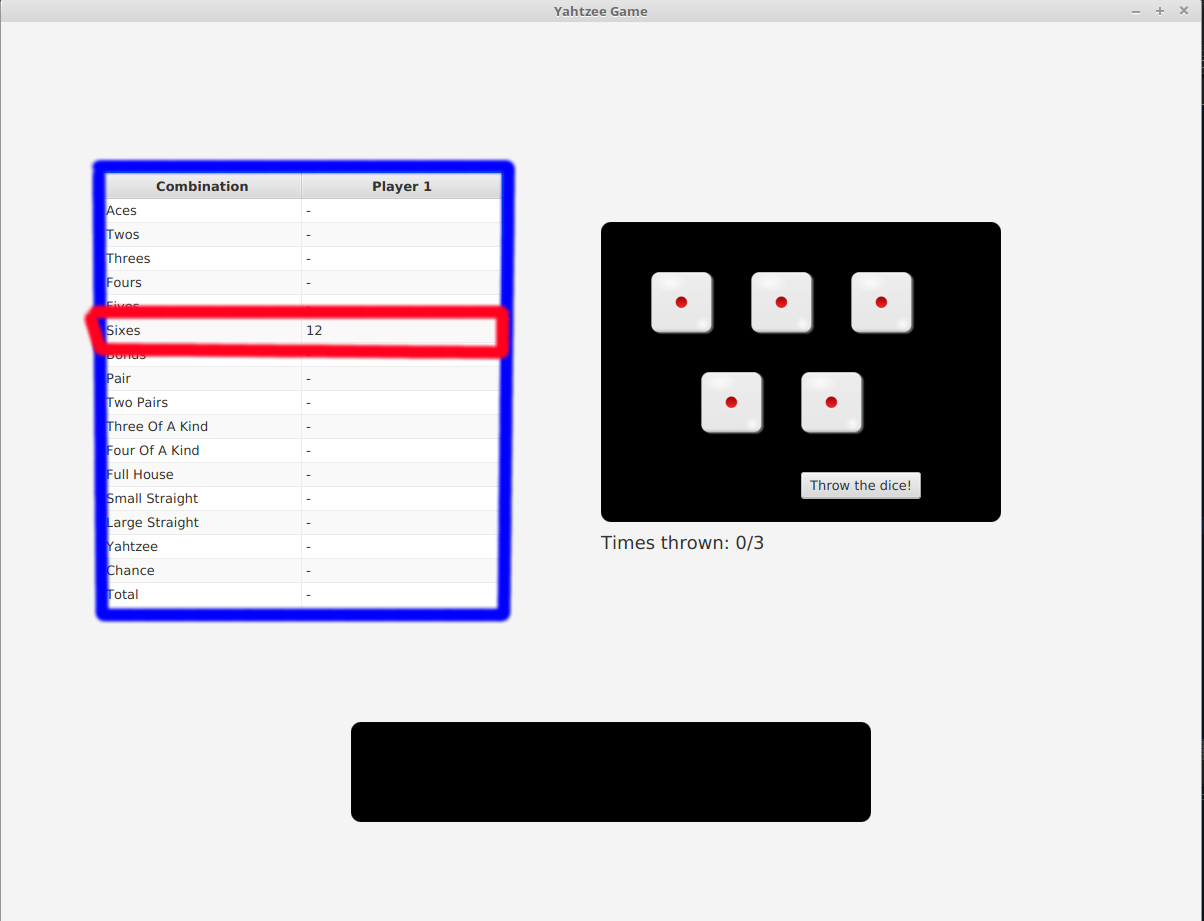 Yahtzee Game
Combination Player 1
Aces -
Twos -
Threes -
Fours -
Fives -
Sixes 12
Bonus -
Pair -
Two Pairs -
Three Of A Kind -
Four Of A Kind -
Full House -
Small Straight -
Large Straight -
Yahtzee -
Chance -
Total -
Throw the dice!
Times thrown: 0/3